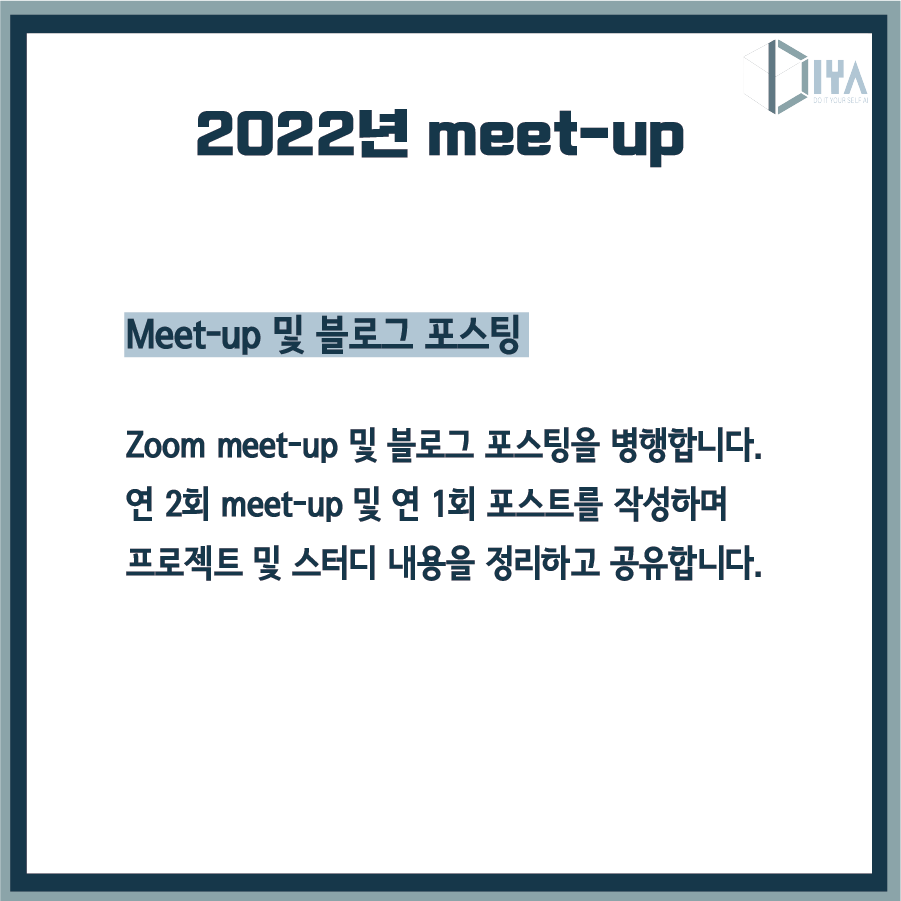 DIYA
DO IT YOUR SELF AI
2022년 meet-up
Meet-up 및 블로그 포스팅
Zoom meet-up 및 블로그 포스팅을 병행합니다.
연 2회 meet-up 및 연 1회 포스트를 작성하며
프로젝트 및 스터디 내용을 정리하고 공유합니다.